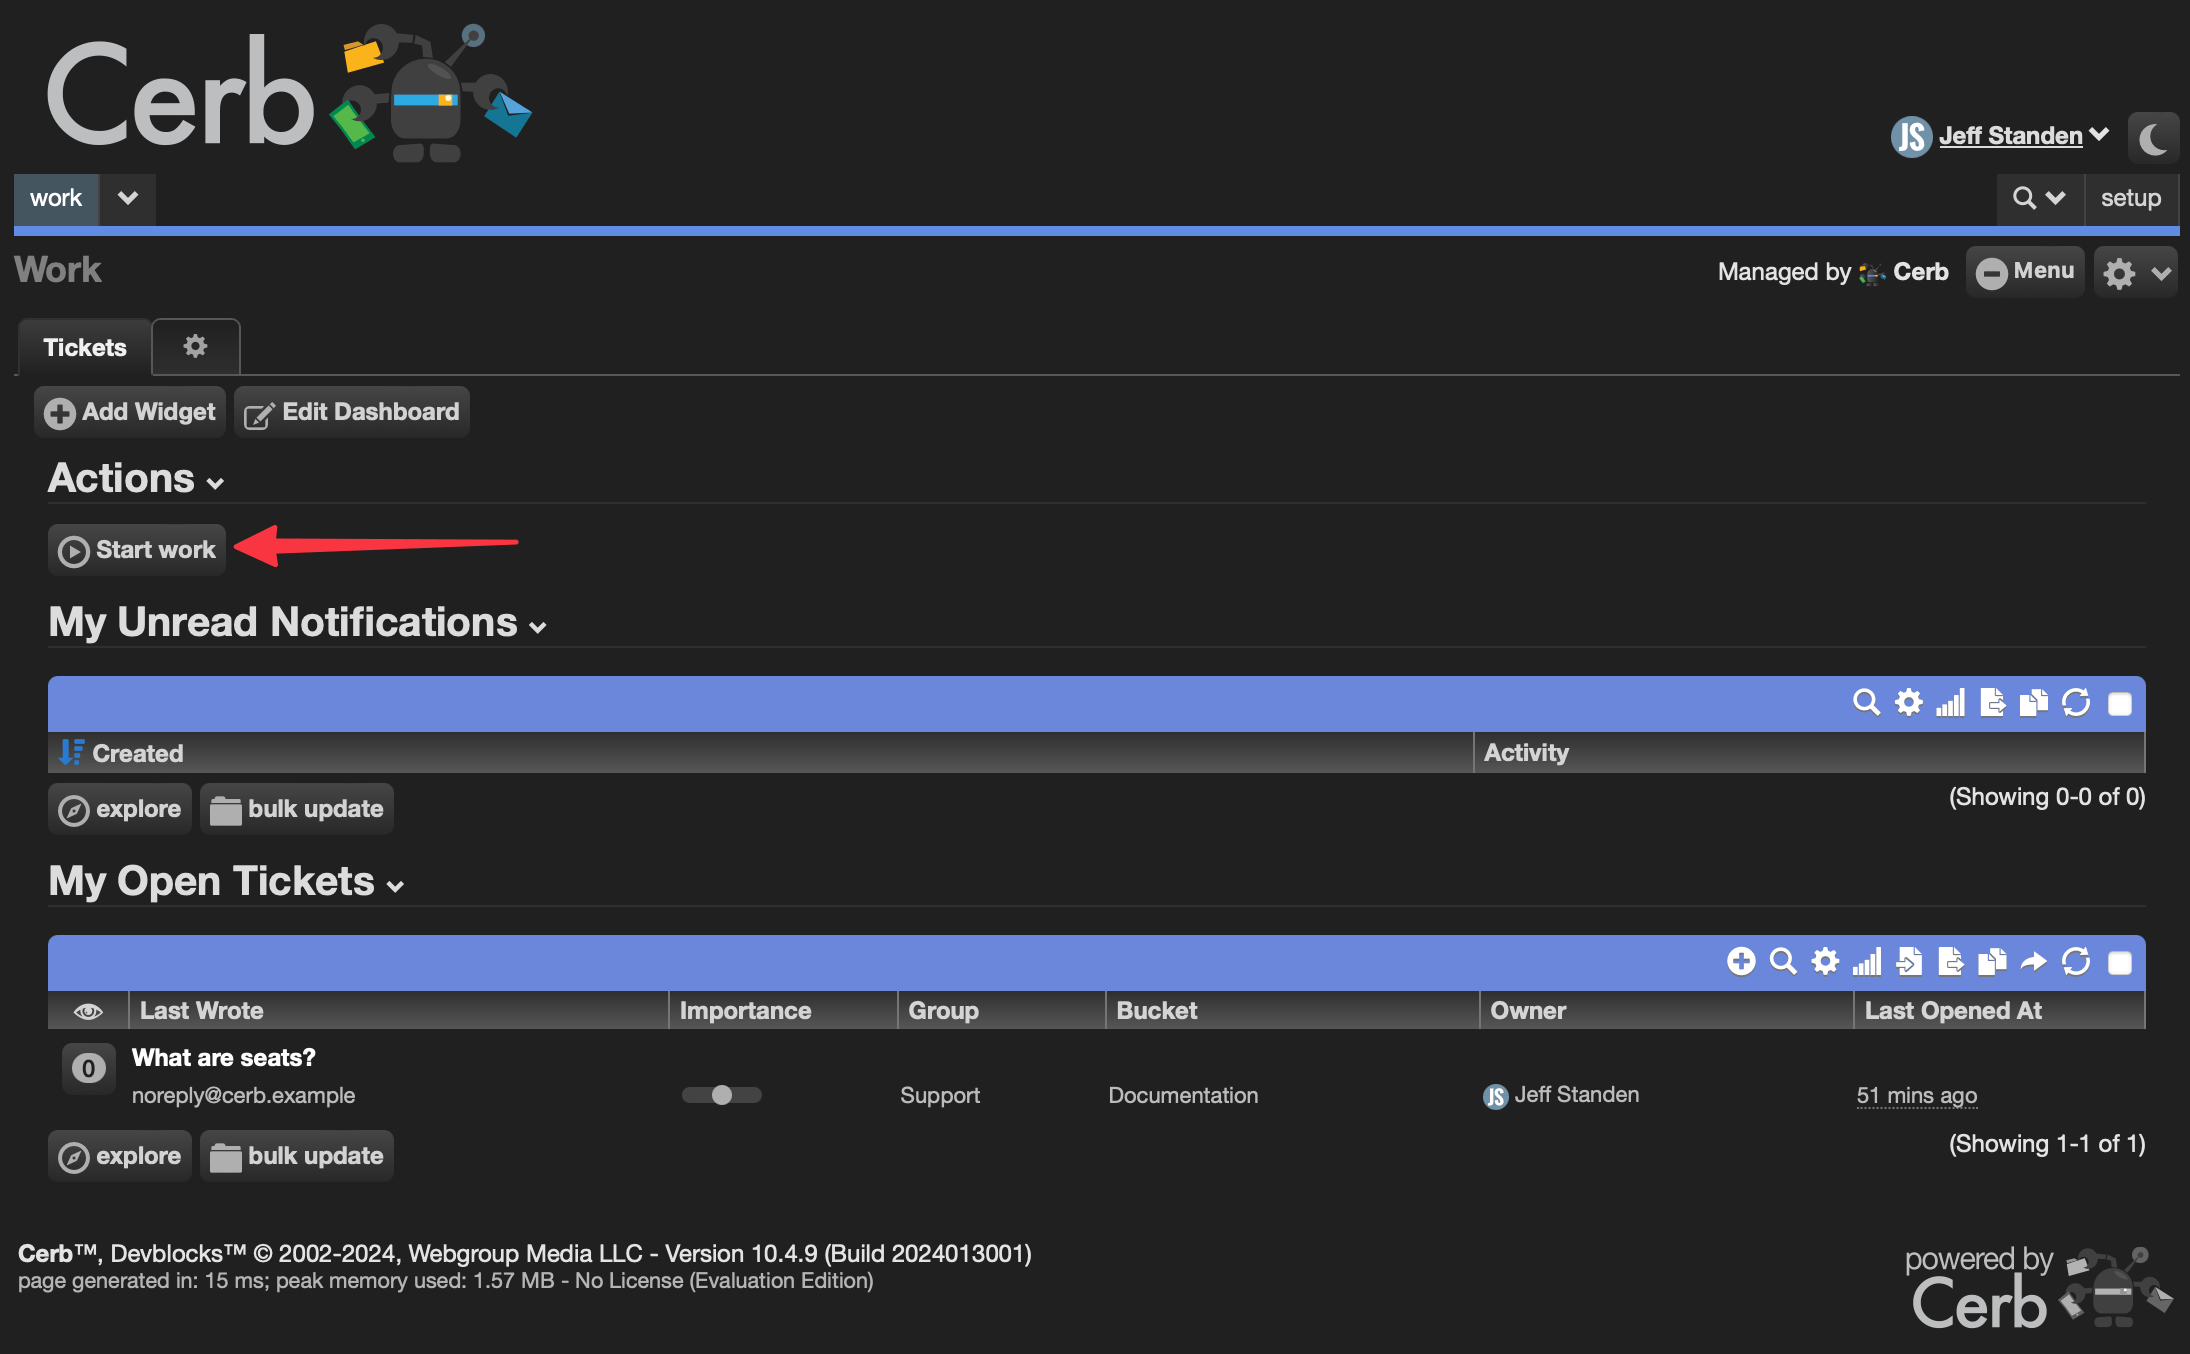 Cerb
JS Jeff Standen
work
setup
Work
Managed by Cerb
Menu
Tickets
Add Widget
Edit Dashboard
Actions
Start work
My Unread Notifications
Created
Activity
explore
bulk update
(Showing 0-0 of 0)
My Open Tickets
Last Wrote
Importance
Group
Bucket
Owner
Last Opened At
0
What are seats?
noreply@cerb.example
Support
Documentation
JS Jeff Standen
51 mins ago
explore
bulk update
(Showing 1-1 of 1)
Cerb™, Devblocks™ © 2002-2024, Webgroup Media LLC - Version 10.4.9 (Build 2024013001)
page generated in: 15 ms; peak memory used: 1.57 MB - No License (Evaluation Edition)
powered by
Cerb